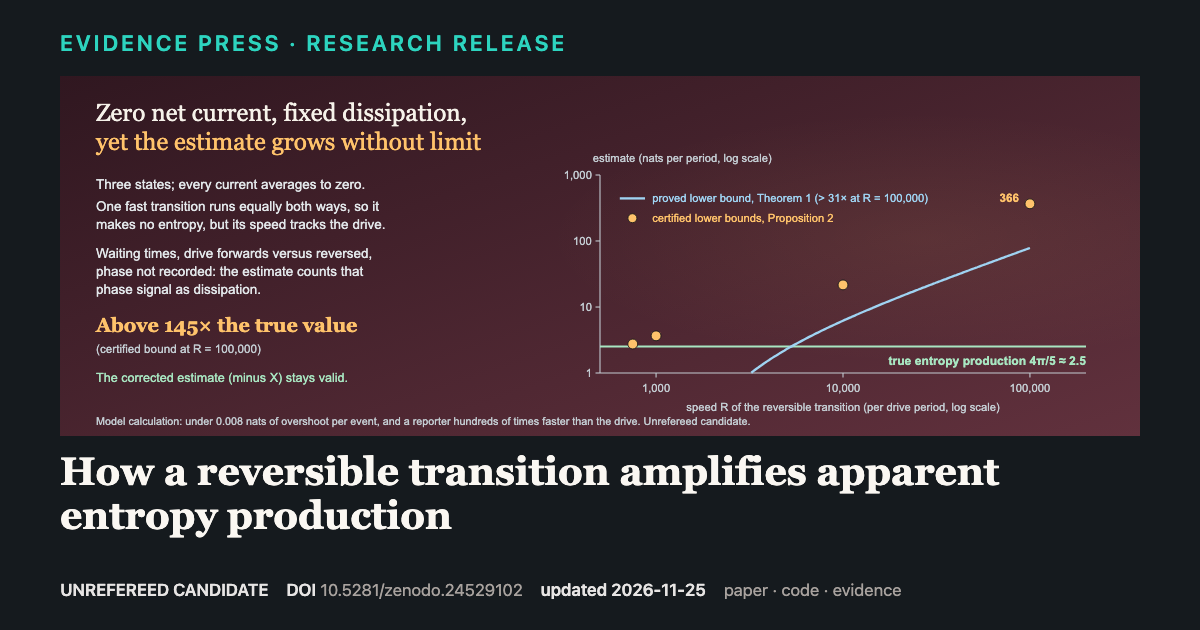 EVIDENCE PRESS · RESEARCH RELEASE
Zero net current, fixed dissipation,
yet the estimate grows without limit
Three states; every current averages to zero.
One fast transition runs equally both ways, so it
makes no entropy, but its speed tracks the drive.
Waiting times, drive forwards versus reversed,
phase not recorded: the estimate counts that
phase signal as dissipation.
Above 145× the true value
(certified bound at R = 100,000)
The corrected estimate (minus X) stays valid.
estimate (nats per period, log scale)
1,000
100
10
1
proved lower bound, Theorem 1 (> 31× at R = 100,000)
certified lower bounds, Proposition 2
366
true entropy production 4π/5 ≈ 2.5
1,000
10,000
100,000
speed R of the reversible transition (per drive period, log scale)
Model calculation: under 0.008 nats of overshoot per event, and a reporter hundreds of times faster than the drive. Unrefereed candidate.
How a reversible transition amplifies apparent
entropy production
UNREFEREED CANDIDATE DOI 10.5281/zenodo.24529102 updated 2026-11-25 paper · code · evidence